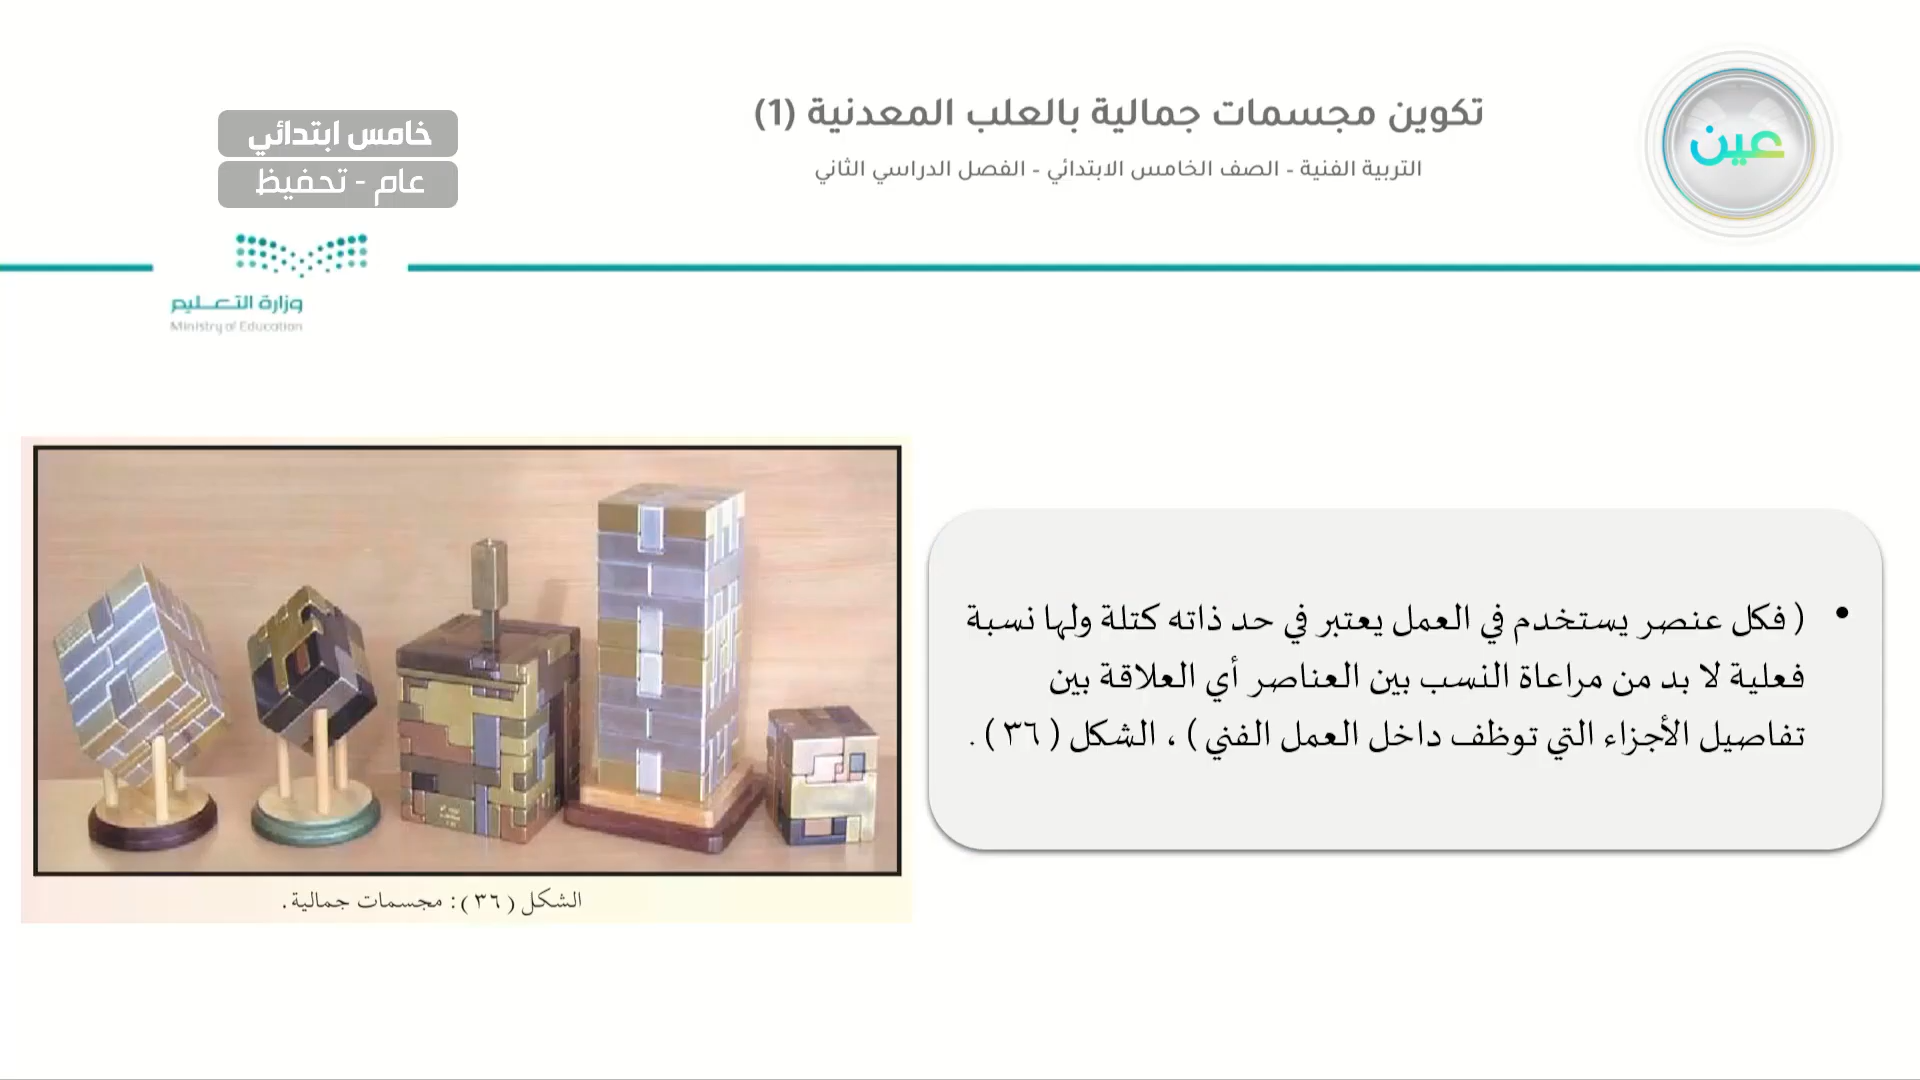 تكوين مجسمات جمالية بالعلب المعدنية (1)
التربية الفنية - الصف الخامس الابتدائي - الفصل الدراسي الثاني
عين
خامس ابتدائي
عام - تحفيظ
وزارة التعليم
Ministry of Education
• ( فكل عنصر يستخدم في العمل يعتبر في حد ذاته كتلة ولها نسبة
فعلية لا بد من مراعاة النسب بين العناصر أي العلاقة بين
تفاصيل الأجزاء التي توظف داخل العمل الفني ) ، الشكل ( ٣٦ ) .
الشكل ( ٣٦ ) : مجسمات جمالية .